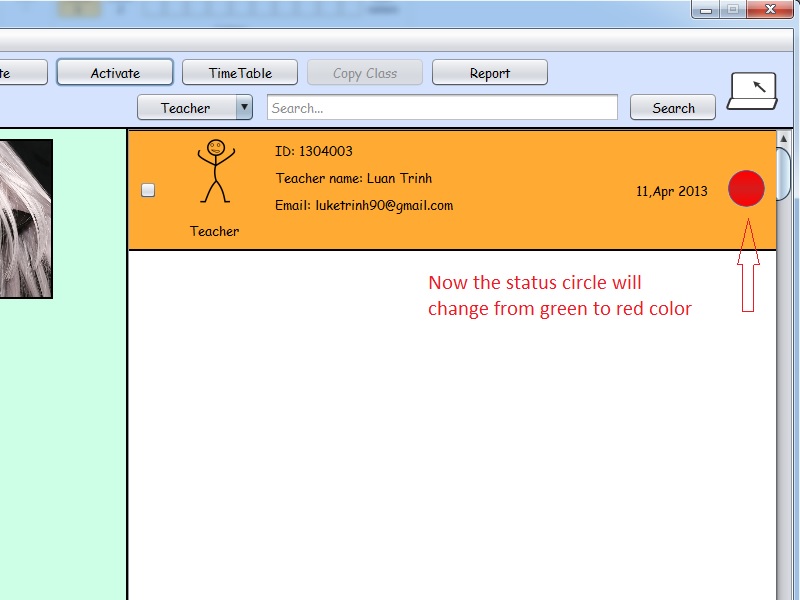 te
Activate
TimeTable
Copy Class
Report
Teacher
Search...
Search
ID: 1304003
Teacher name: Luan Trinh
Email: luketrinh90@gmail.com
11,Apr 2013
Teacher
Now the status circle will
change from green to red color